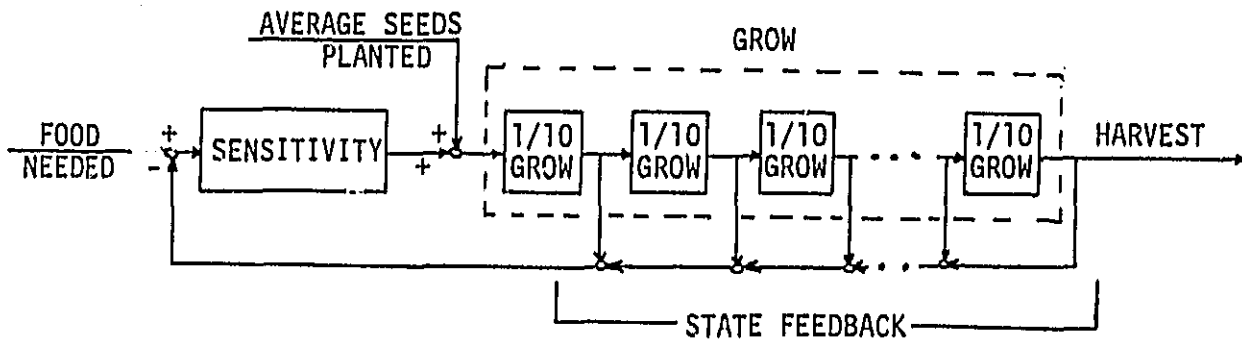 AVERAGE SEEDS
PLANTED
GROW
FOOD
NEEDED
+
-
SENSITIVITY
+
+
1/10
GROW
1/10
GROW
1/10
GROW
...
1/10
GROW
HARVEST
...
STATE FEEDBACK